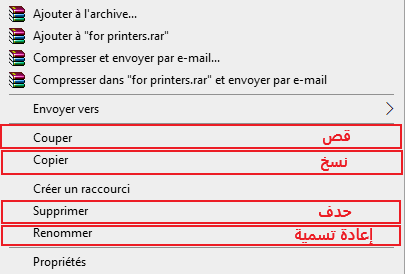 Ajouter à l'archive...
Ajouter à "for printers.rar"
Compresser et envoyer par e-mail...
Compresser dans "for printers.rar" et envoyer par e-mail
Envoyer vers
Couper قص
Copier نسخ
Créer un raccourci
Supprimer حدف
Renommer إعادة تسمية
Propriétés